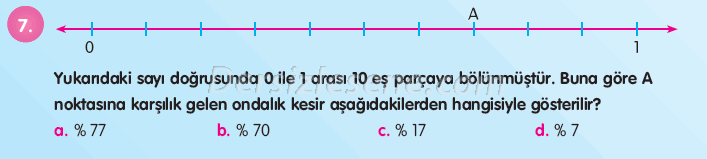 7.
A
0 1
Yukarıdaki sayı doğrusunda 0 ile 1 arası 10 eş parçaya bölünmüştür. Buna göre A
noktasına karşılık gelen ondalık kesir aşağıdakilerden hangisiyle gösterilir?
a. % 77 b. % 70 c. % 17 d. % 7